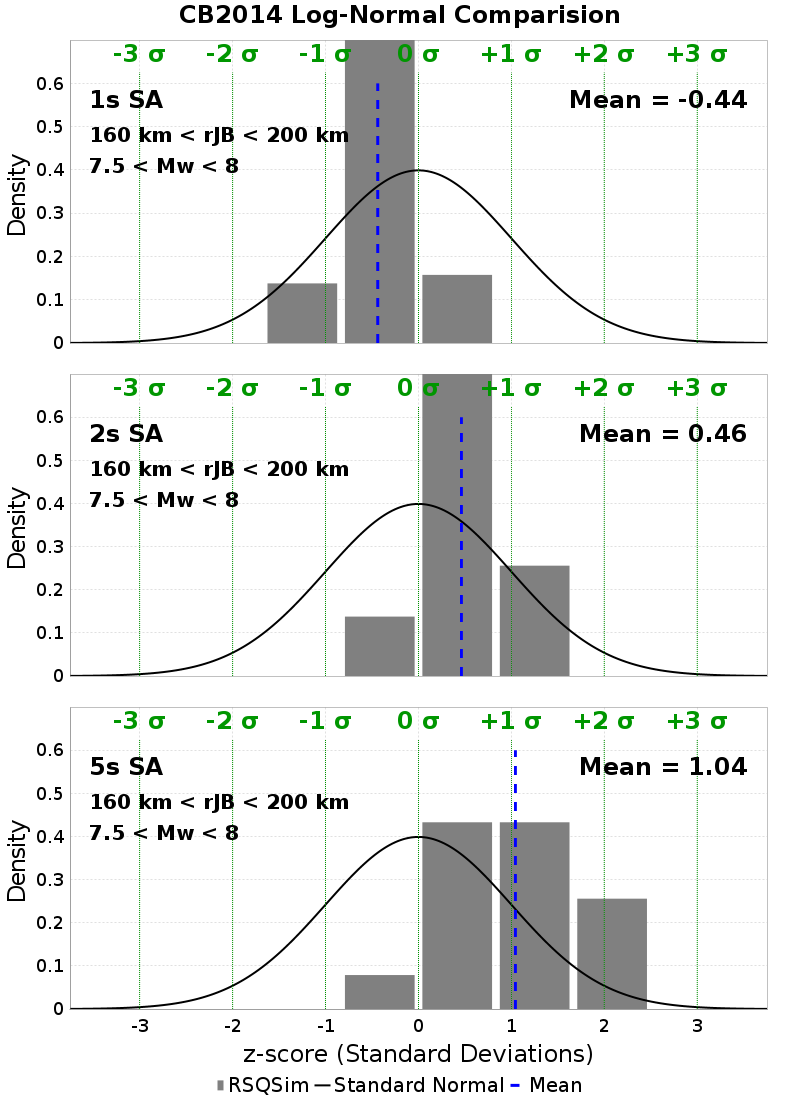 CB2014 Log-Normal Comparision
-3 σ -2 σ -1 σ 0 σ +1 σ +2 σ +3 σ
1s SA
Mean = -0.44
160 km < rJB < 200 km
7.5 < Mw < 8
0.6
0.5
0.4
0.3
0.2
0.1
0
Density
-3 σ -2 σ -1 σ 0 σ +1 σ +2 σ +3 σ
2s SA
Mean = 0.46
160 km < rJB < 200 km
7.5 < Mw < 8
0.6
0.5
0.4
0.3
0.2
0.1
0
Density
-3 σ -2 σ -1 σ 0 σ +1 σ +2 σ +3 σ
5s SA
Mean = 1.04
160 km < rJB < 200 km
7.5 < Mw < 8
0.6
0.5
0.4
0.3
0.2
0.1
0
Density
-3 -2 -1 0 1 2 3
z-score (Standard Deviations)
RSQSim Standard Normal Mean